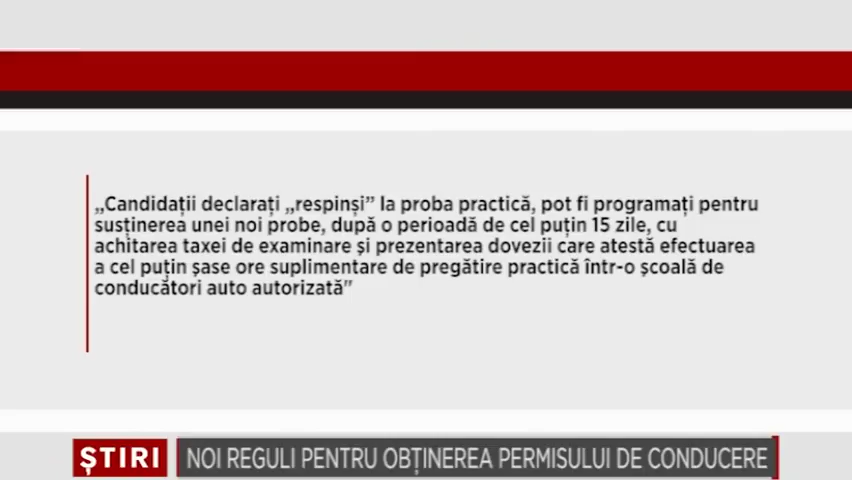 „Candidații declarați „respinși” la proba practică, pot fi programați pentru
susținerea unei noi probe, după o perioadă de cel puțin 15 zile, cu
achitarea taxei de examinare și prezentarea dovezii care atestă efectuarea
a cel puțin șase ore suplimentare de pregătire practică într-o școală de
conducători auto autorizată"
ȘTIRI NOI REGULI PENTRU OBȚINEREA PERMISULUI DE CONDUCERE